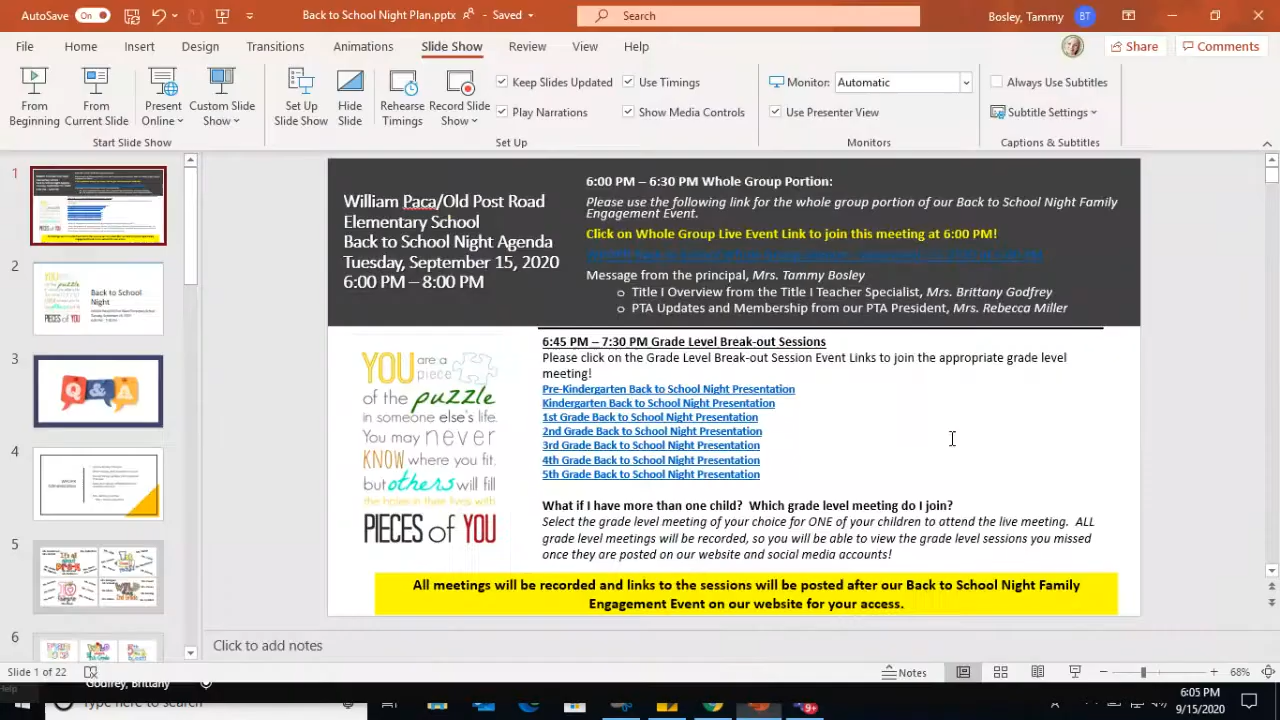 AutoSave On Back to School Night Plan.pptx - Saved Search Bosley, Tammy BT
File Home Insert Design Transitions Animations Slide Show Review View Help Share Comments
From Beginning
From Current Slide
Present Online
Custom Slide Show
Set Up Slide Show
Hide Slide
Rehearse Timings
Record Slide Show
Keep Slides Updated
Play Narrations
Use Timings
Show Media Controls
Monitor: Automatic
Use Presenter View
Always Use Subtitles
Subtitle Settings
Start Slide Show Set Up Monitors Captions & Subtitles
1
2
Back to School
Night
YOU
puzzle
PIECES of YOU
3
Q & A
4
5
6
William Paca/Old Post Road
Elementary School
Back to School Night Agenda
Tuesday, September 15, 2020
6:00 PM – 8:00 PM
6:00 PM – 6:30 PM Whole Group Portion:
Please use the following link for the whole group portion of our Back to School Night Family
Engagement Event.
Click on Whole Group Live Event Link to join this meeting at 6:00 PM!
Message from the principal, Mrs. Tammy Bosley
o Title I Overview from the Title I Teacher Specialist, Mrs. Brittany Godfrey
o PTA Updates and Membership from our PTA President, Mrs. Rebecca Miller
YOU are a piece
of the puzzle
in someone else's life.
You may never
KNOW where you fit,
but others will fill
the holes in their lives with
PIECES of YOU
6:45 PM – 7:30 PM Grade Level Break-out Sessions
Please click on the Grade Level Break-out Session Event Links to join the appropriate grade level
meeting!
Pre-Kindergarten Back to School Night Presentation
Kindergarten Back to School Night Presentation
1st Grade Back to School Night Presentation
2nd Grade Back to School Night Presentation
3rd Grade Back to School Night Presentation
4th Grade Back to School Night Presentation
5th Grade Back to School Night Presentation
What if I have more than one child? Which grade level meeting do I join?
Select the grade level meeting of your choice for ONE of your children to attend the live meeting. ALL
grade level meetings will be recorded, so you will be able to view the grade level sessions you missed
once they are posted on our website and social media accounts!
All meetings will be recorded and links to the sessions will be posted after our Back to School Night Family
Engagement Event on our website for your access.
Click to add notes
Slide 1 of 22 Notes 68%
Help Godfrey, Brittany
Type here to search
6:05 PM
9/15/2020